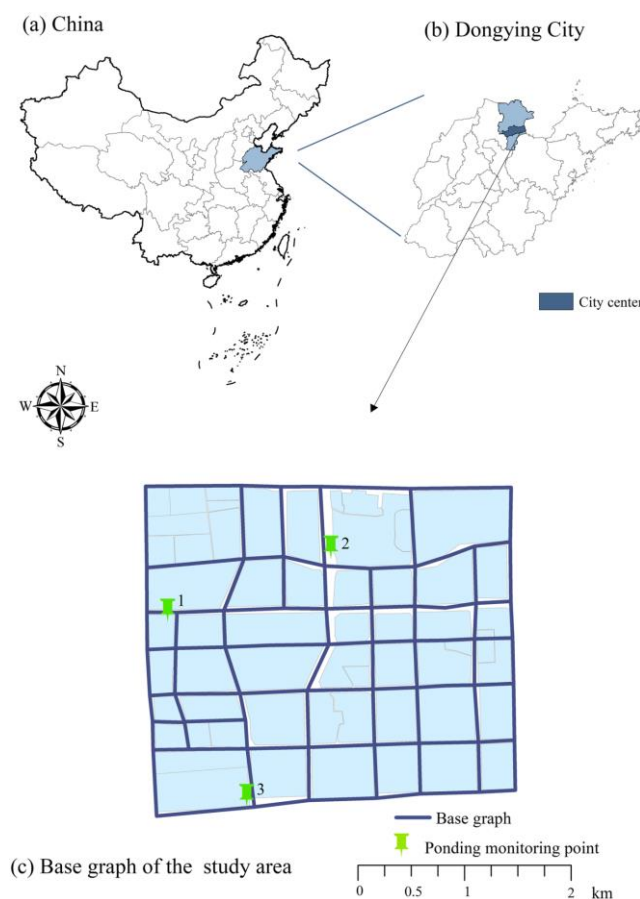 (a) China
(b) Dongying City
City center
N
W E
S
2
1
3
Base graph
Ponding monitoring point
(c) Base graph of the study area
0 0.5 1 2 km